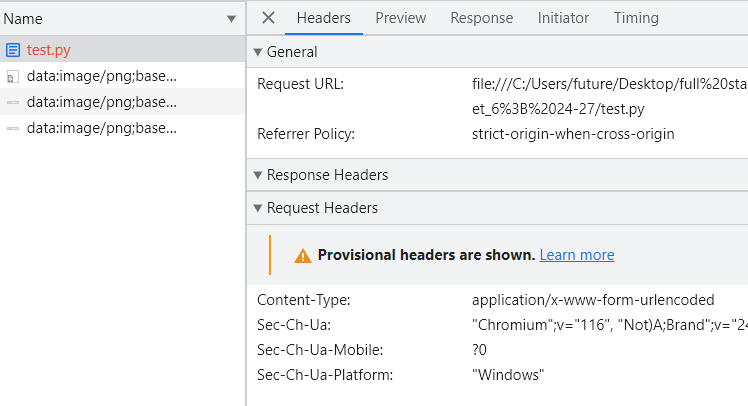 Name
Headers Preview Response Initiator Timing
test.py
General
data:image/png;base...
Request URL: file:///C:/Users/future/Desktop/full%20sta
data:image/png;base...
et_6%3B%2024-27/test.py
data:image/png;base...
Referrer Policy: strict-origin-when-cross-origin
Response Headers
Request Headers
Provisional headers are shown. Learn more
Content-Type: application/x-www-form-urlencoded
Sec-Ch-Ua: "Chromium";v="116", "Not)A;Brand";v="24
Sec-Ch-Ua-Mobile: ?0
Sec-Ch-Ua-Platform: "Windows"